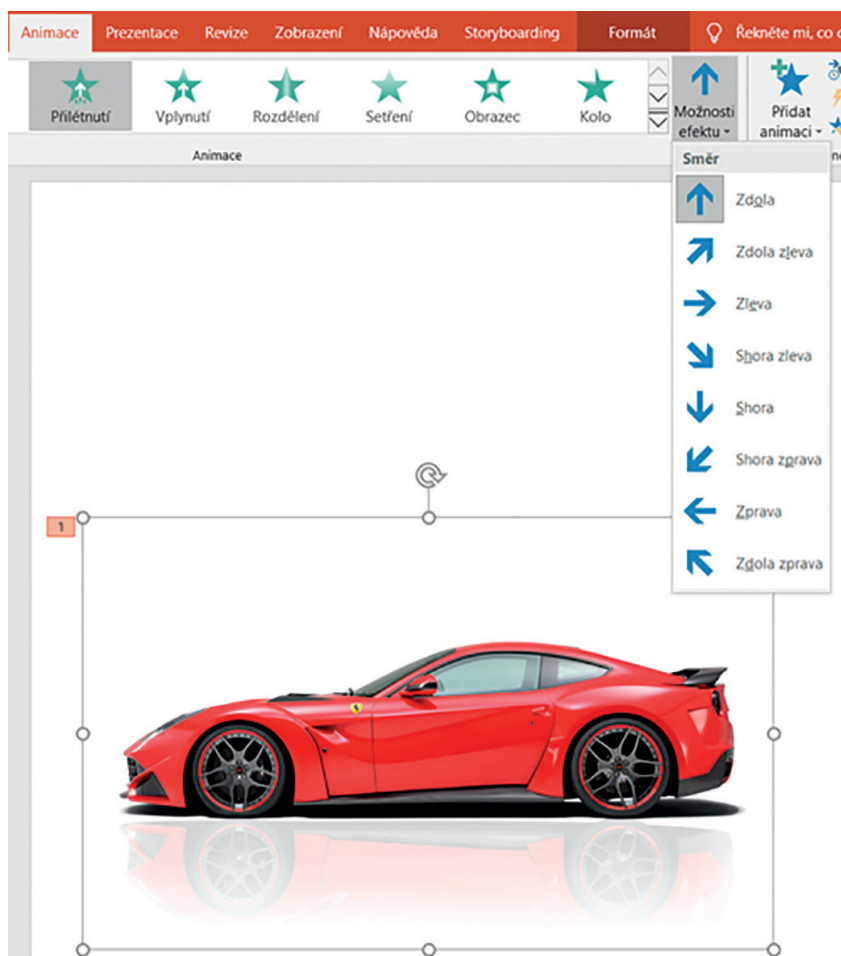 Animace Prezentace Revize Zobrazení Nápověda Storyboarding Formát Řekněte mi, co
Přilétnutí Vplynutí Rozdělení Setření Obrazec Kolo
Možnosti efektu
Přidat animaci
Animace
Směr
Zdola
Zdola zleva
Zleva
Shora zleva
Shora
Shora zprava
Zprava
Zdola zprava
1